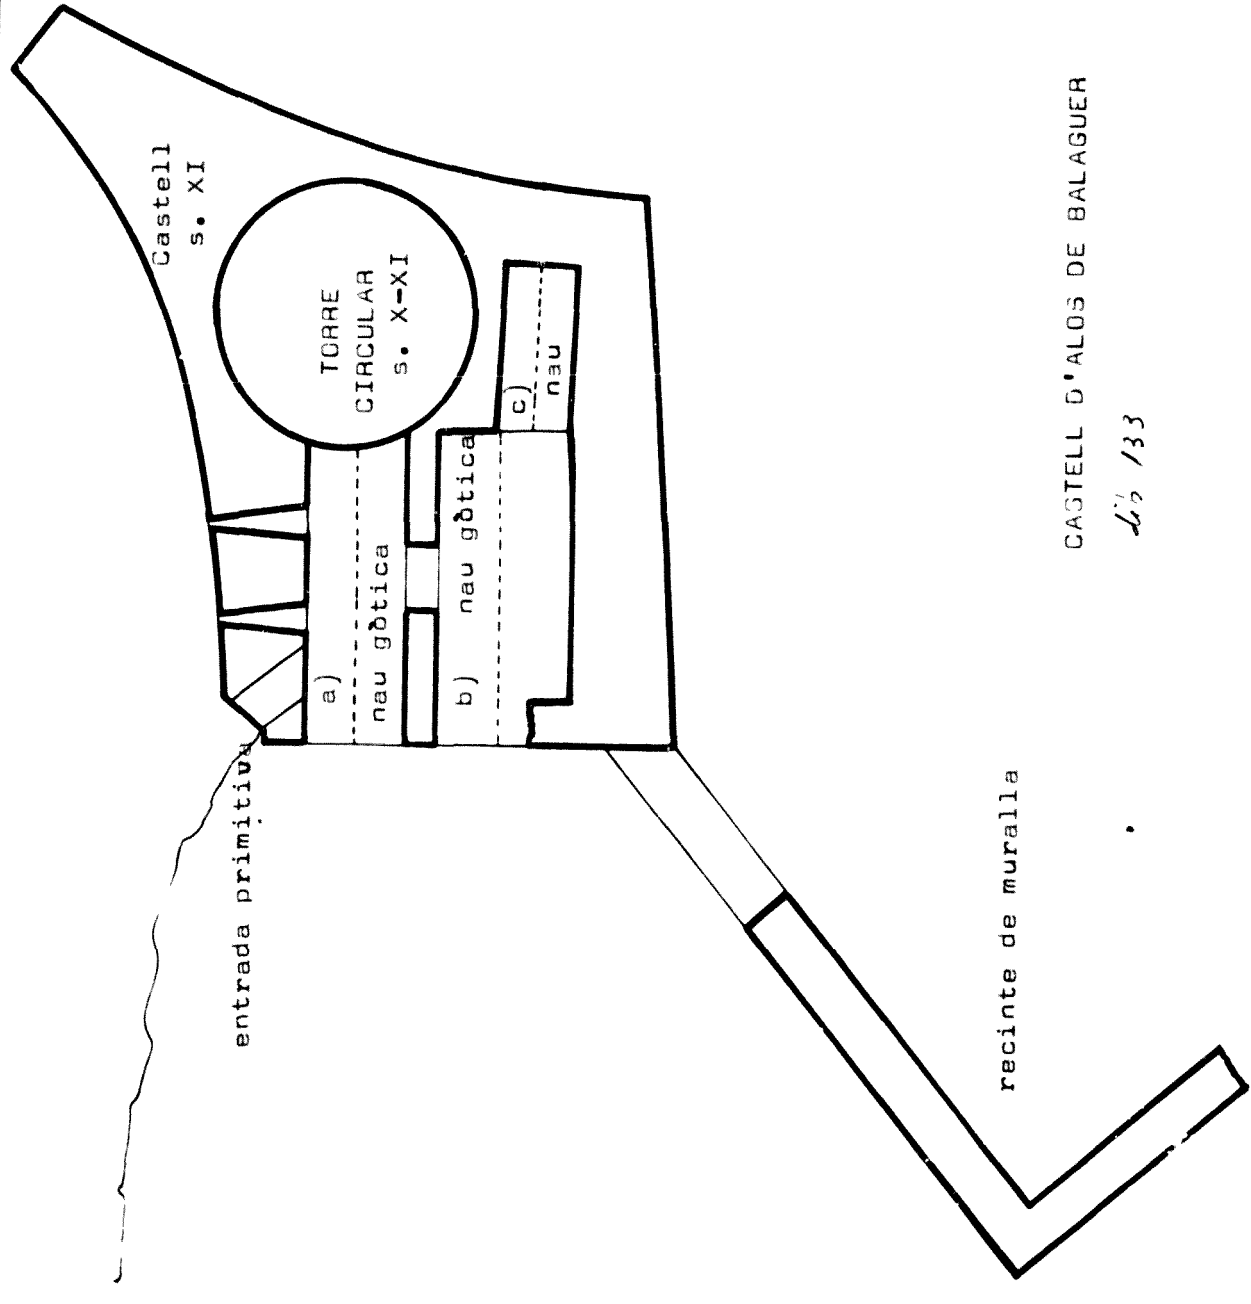 Castell
s. XI
TORRE
CIRCULAR
s. X-XI
a)
nau gòtica
b) nau gòtica
c)
nau
entrada primitiva
recinte de muralla
CASTELL D'ALOS DE BALAGUER
133